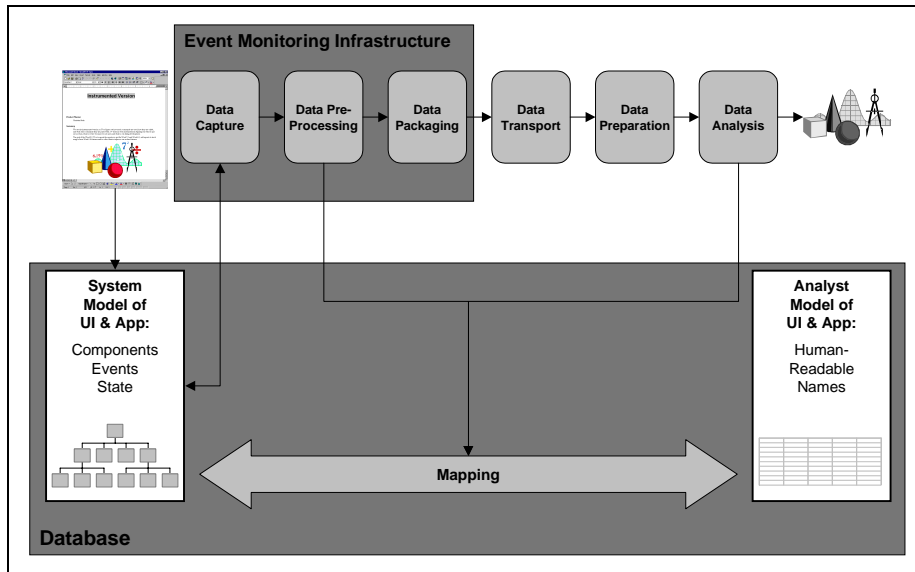 Event Monitoring Infrastructure
Instrumented Version
Data
Capture
Data Pre-
Processing
Data
Packaging
Data
Transport
Data
Preparation
Data
Analysis
System
Model of
UI & App:
Components
Events
State
Analyst
Model of
UI & App:
Human-
Readable
Names
Mapping
Database